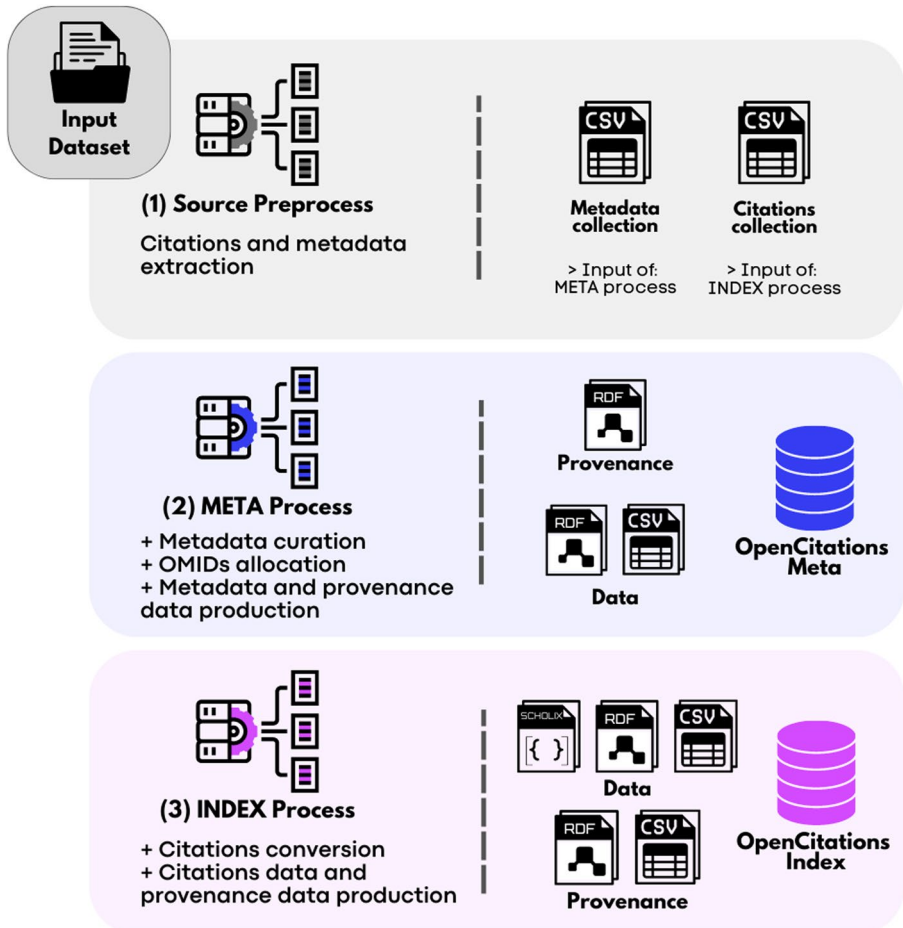 Input
Dataset
(1) Source Preprocess
Citations and metadata
extraction
CSV
Metadata
collection
> Input of:
META process
CSV
Citations
collection
> Input of:
INDEX process
(2) META Process
+ Metadata curation
+ OMIDs allocation
+ Metadata and provenance
data production
RDF
Provenance
RDF
CSV
Data
OpenCitations
Meta
(3) INDEX Process
+ Citations conversion
+ Citations data and
provenance data production
SCHOLIX
[{ }]
RDF
CSV
Data
RDF
CSV
Provenance
OpenCitations
Index